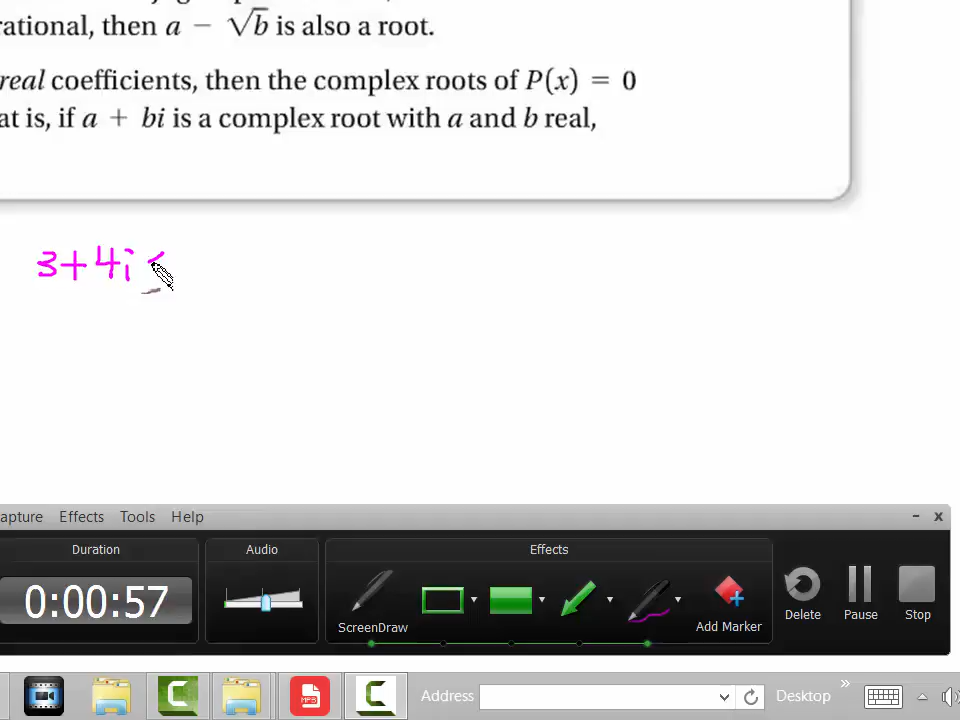 rational, then a − √b is also a root.
real coefficients, then the complex roots of P(x) = 0
at is, if a + bi is a complex root with a and b real,
3+4i
apture Effects Tools Help
Duration
Audio
Effects
0:00:57
ScreenDraw
Add Marker
Delete
Pause
Stop
MP3
Address
Desktop